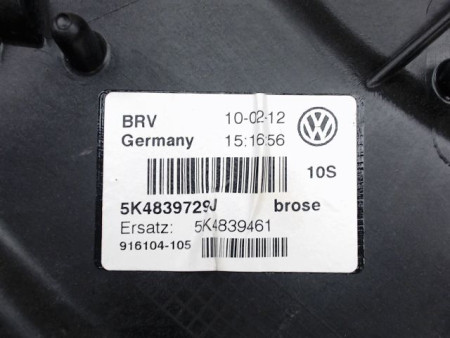 BRV 10-02-12
Germany 15:16:56
10S
5K4839729J brose
Ersatz: 5K4839461
916104-105